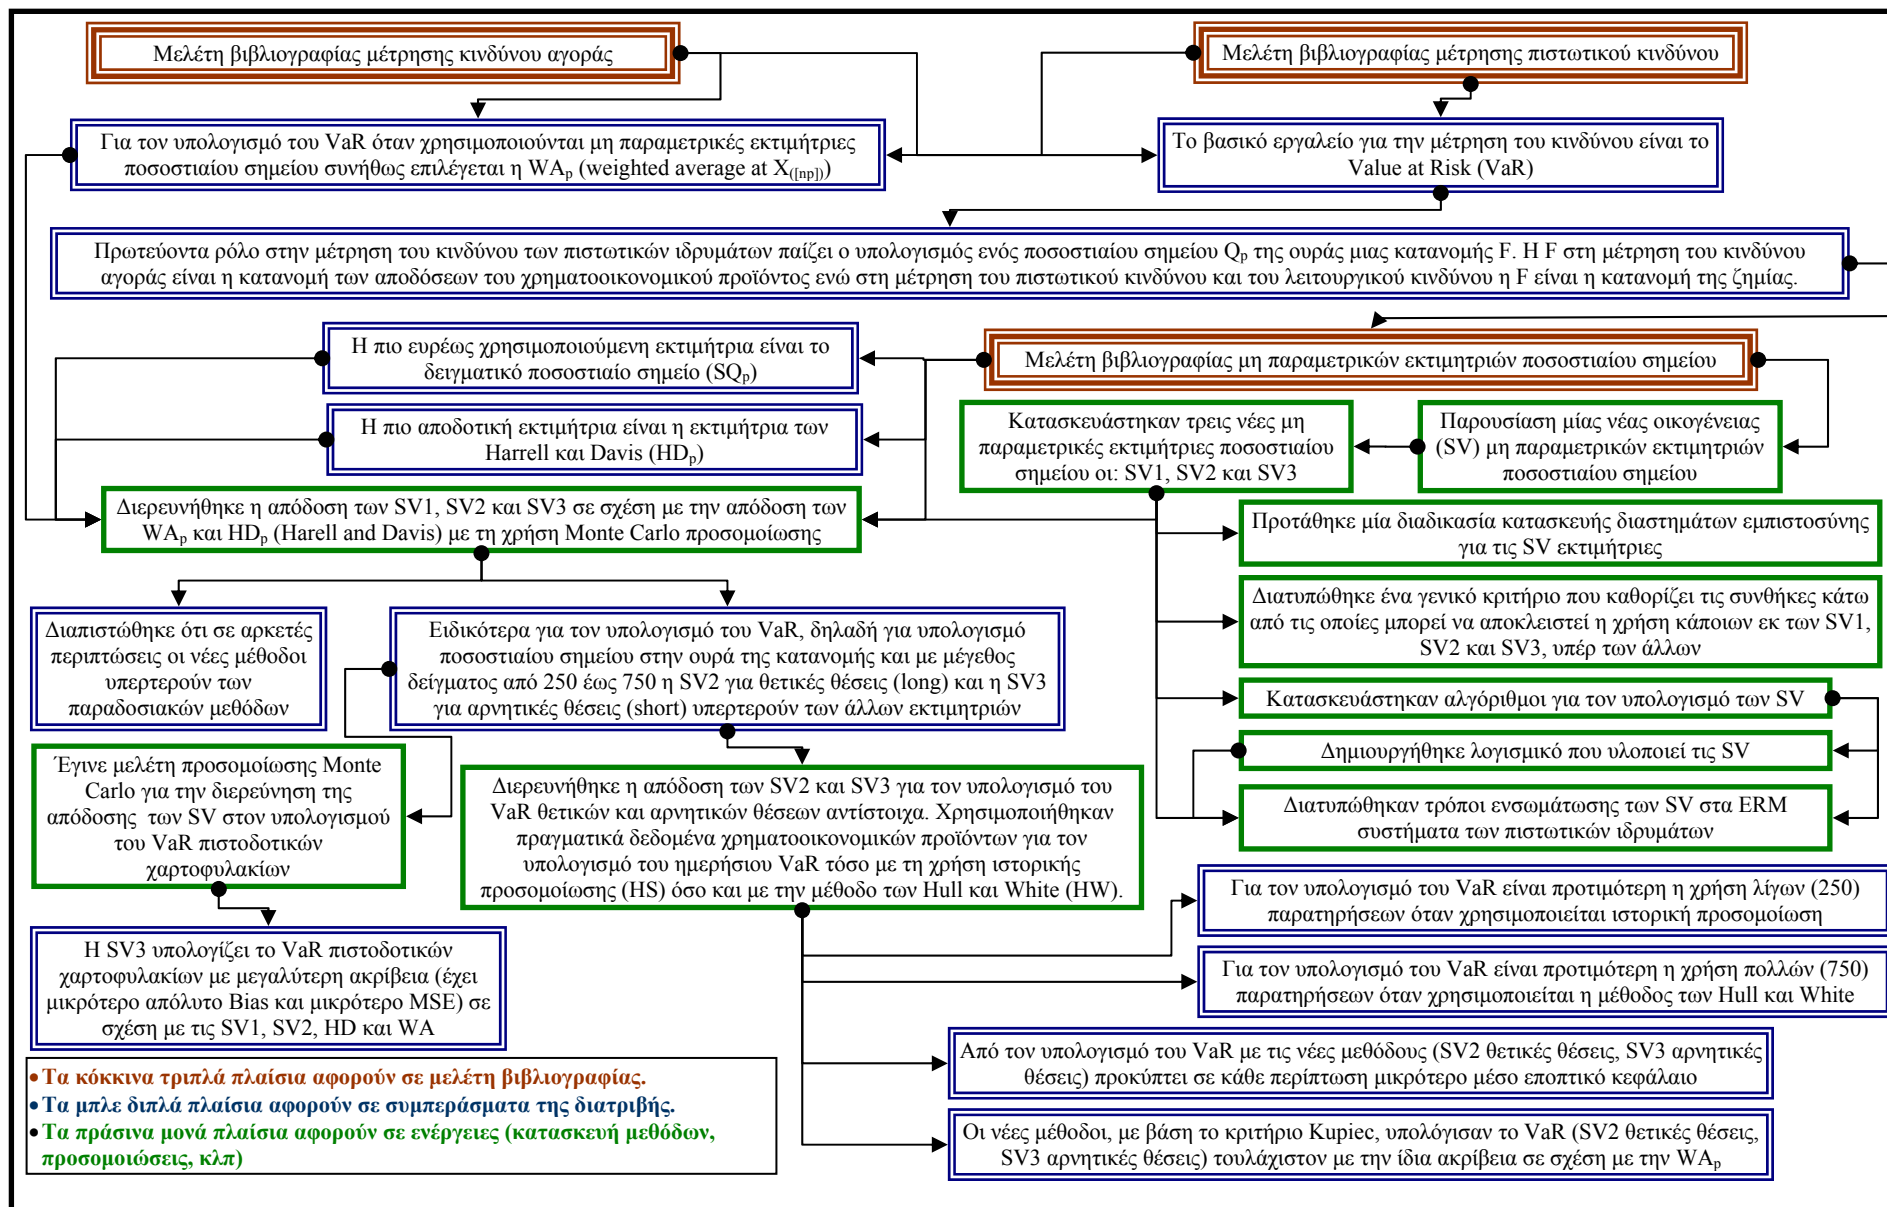 Μελέτη βιβλιογραφίας μέτρησης κινδύνου αγοράς
Μελέτη βιβλιογραφίας μέτρησης πιστωτικού κινδύνου
Για τον υπολογισμό του VaR όταν χρησιμοποιούνται μη παραμετρικές εκτιμήτριες
ποσοστιαίου σημείου συνήθως επιλέγεται η WAp (weighted average at X([np]))
Το βασικό εργαλείο για την μέτρηση του κινδύνου είναι το
Value at Risk (VaR)
Πρωτεύοντα ρόλο στην μέτρηση του κινδύνου των πιστωτικών ιδρυμάτων παίζει ο υπολογισμός ενός ποσοστιαίου σημείου Qp της ουράς μιας κατανομής F. Η F στη μέτρηση του κινδύνου
αγοράς είναι η κατανομή των αποδόσεων του χρηματοοικονομικού προϊόντος ενώ στη μέτρηση του πιστωτικού κινδύνου και του λειτουργικού κινδύνου η F είναι η κατανομή της ζημίας.
Η πιο ευρέως χρησιμοποιούμενη εκτιμήτρια είναι το
δειγματικό ποσοστιαίο σημείο (SQp)
Μελέτη βιβλιογραφίας μη παραμετρικών εκτιμητριών ποσοστιαίου σημείου
Η πιο αποδοτική εκτιμήτρια είναι η εκτιμήτρια των
Harrell και Davis (HDp)
Κατασκευάστηκαν τρεις νέες μη
παραμετρικές εκτιμήτριες ποσοστιαίου
σημείου οι: SV1, SV2 και SV3
Παρουσίαση μίας νέας οικογένειας
(SV) μη παραμετρικών εκτιμητριών
ποσοστιαίου σημείου
Διερευνήθηκε η απόδοση των SV1, SV2 και SV3 σε σχέση με την απόδοση των
WAp και HDp (Harell and Davis) με τη χρήση Monte Carlo προσομοίωσης
Προτάθηκε μία διαδικασία κατασκευής διαστημάτων εμπιστοσύνης
για τις SV εκτιμήτριες
Διατυπώθηκε ένα γενικό κριτήριο που καθορίζει τις συνθήκες κάτω
από τις οποίες μπορεί να αποκλειστεί η χρήση κάποιων εκ των SV1,
SV2 και SV3, υπέρ των άλλων
Διαπιστώθηκε ότι σε αρκετές
περιπτώσεις οι νέες μέθοδοι
υπερτερούν των
παραδοσιακών μεθόδων
Ειδικότερα για τον υπολογισμό του VaR, δηλαδή για υπολογισμό
ποσοστιαίου σημείου στην ουρά της κατανομής και με μέγεθος
δείγματος από 250 έως 750 η SV2 για θετικές θέσεις (long) και η SV3
για αρνητικές θέσεις (short) υπερτερούν των άλλων εκτιμητριών
Κατασκευάστηκαν αλγόριθμοι για τον υπολογισμό των SV
Δημιουργήθηκε λογισμικό που υλοποιεί τις SV
Διατυπώθηκαν τρόποι ενσωμάτωσης των SV στα ERM
συστήματα των πιστωτικών ιδρυμάτων
Έγινε μελέτη προσομοίωσης Monte
Carlo για την διερεύνηση της
απόδοσης των SV στον υπολογισμού
του VaR πιστοδοτικών
χαρτοφυλακίων
Διερευνήθηκε η απόδοση των SV2 και SV3 για τον υπολογισμό του
VaR θετικών και αρνητικών θέσεων αντίστοιχα. Χρησιμοποιήθηκαν
πραγματικά δεδομένα χρηματοοικονομικών προϊόντων για τον
υπολογισμό του ημερήσιου VaR τόσο με τη χρήση ιστορικής
προσομοίωσης (HS) όσο και με την μέθοδο των Hull και White (HW).
Για τον υπολογισμό του VaR είναι προτιμότερη η χρήση λίγων (250)
παρατηρήσεων όταν χρησιμοποιείται ιστορική προσομοίωση
Η SV3 υπολογίζει το VaR πιστοδοτικών
χαρτοφυλακίων με μεγαλύτερη ακρίβεια (έχει
μικρότερο απόλυτο Bias και μικρότερο MSE) σε
σχέση με τις SV1, SV2, HD και WA
Για τον υπολογισμό του VaR είναι προτιμότερη η χρήση πολλών (750)
παρατηρήσεων όταν χρησιμοποιείται η μέθοδος των Hull και White
Από τον υπολογισμό του VaR με τις νέες μεθόδους (SV2 θετικές θέσεις, SV3 αρνητικές
θέσεις) προκύπτει σε κάθε περίπτωση μικρότερο μέσο εποπτικό κεφάλαιο
Οι νέες μέθοδοι, με βάση το κριτήριο Kupiec, υπολόγισαν το VaR (SV2 θετικές θέσεις,
SV3 αρνητικές θέσεις) τουλάχιστον με την ίδια ακρίβεια σε σχέση με την WAp
• Τα κόκκινα τριπλά πλαίσια αφορούν σε μελέτη βιβλιογραφίας.
• Τα μπλε διπλά πλαίσια αφορούν σε συμπεράσματα της διατριβής.
• Τα πράσινα μονά πλαίσια αφορούν σε ενέργειες (κατασκευή μεθόδων,
προσομοιώσεις, κλπ)